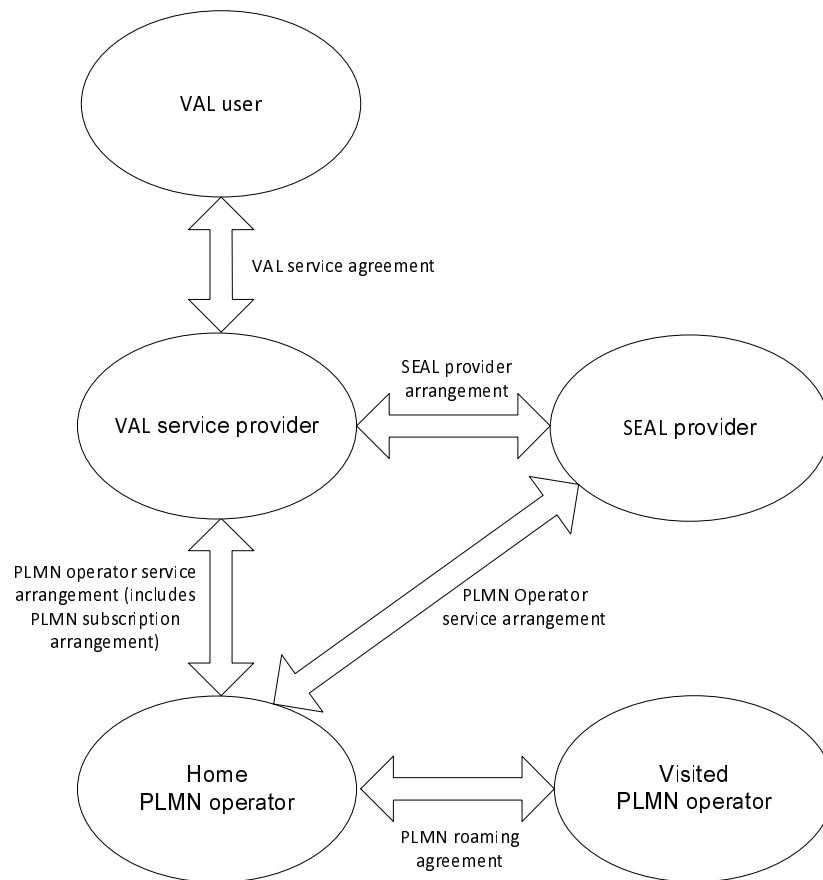 VAL user
VAL service agreement
SEAL provider
arrangement
VAL service provider
SEAL provider
PLMN operator service
arrangement (includes
PLMN subscription
arrangement)
PLMN Operator
service arrangement
Home
PLMN operator
Visited
PLMN operator
PLMN roaming
agreement